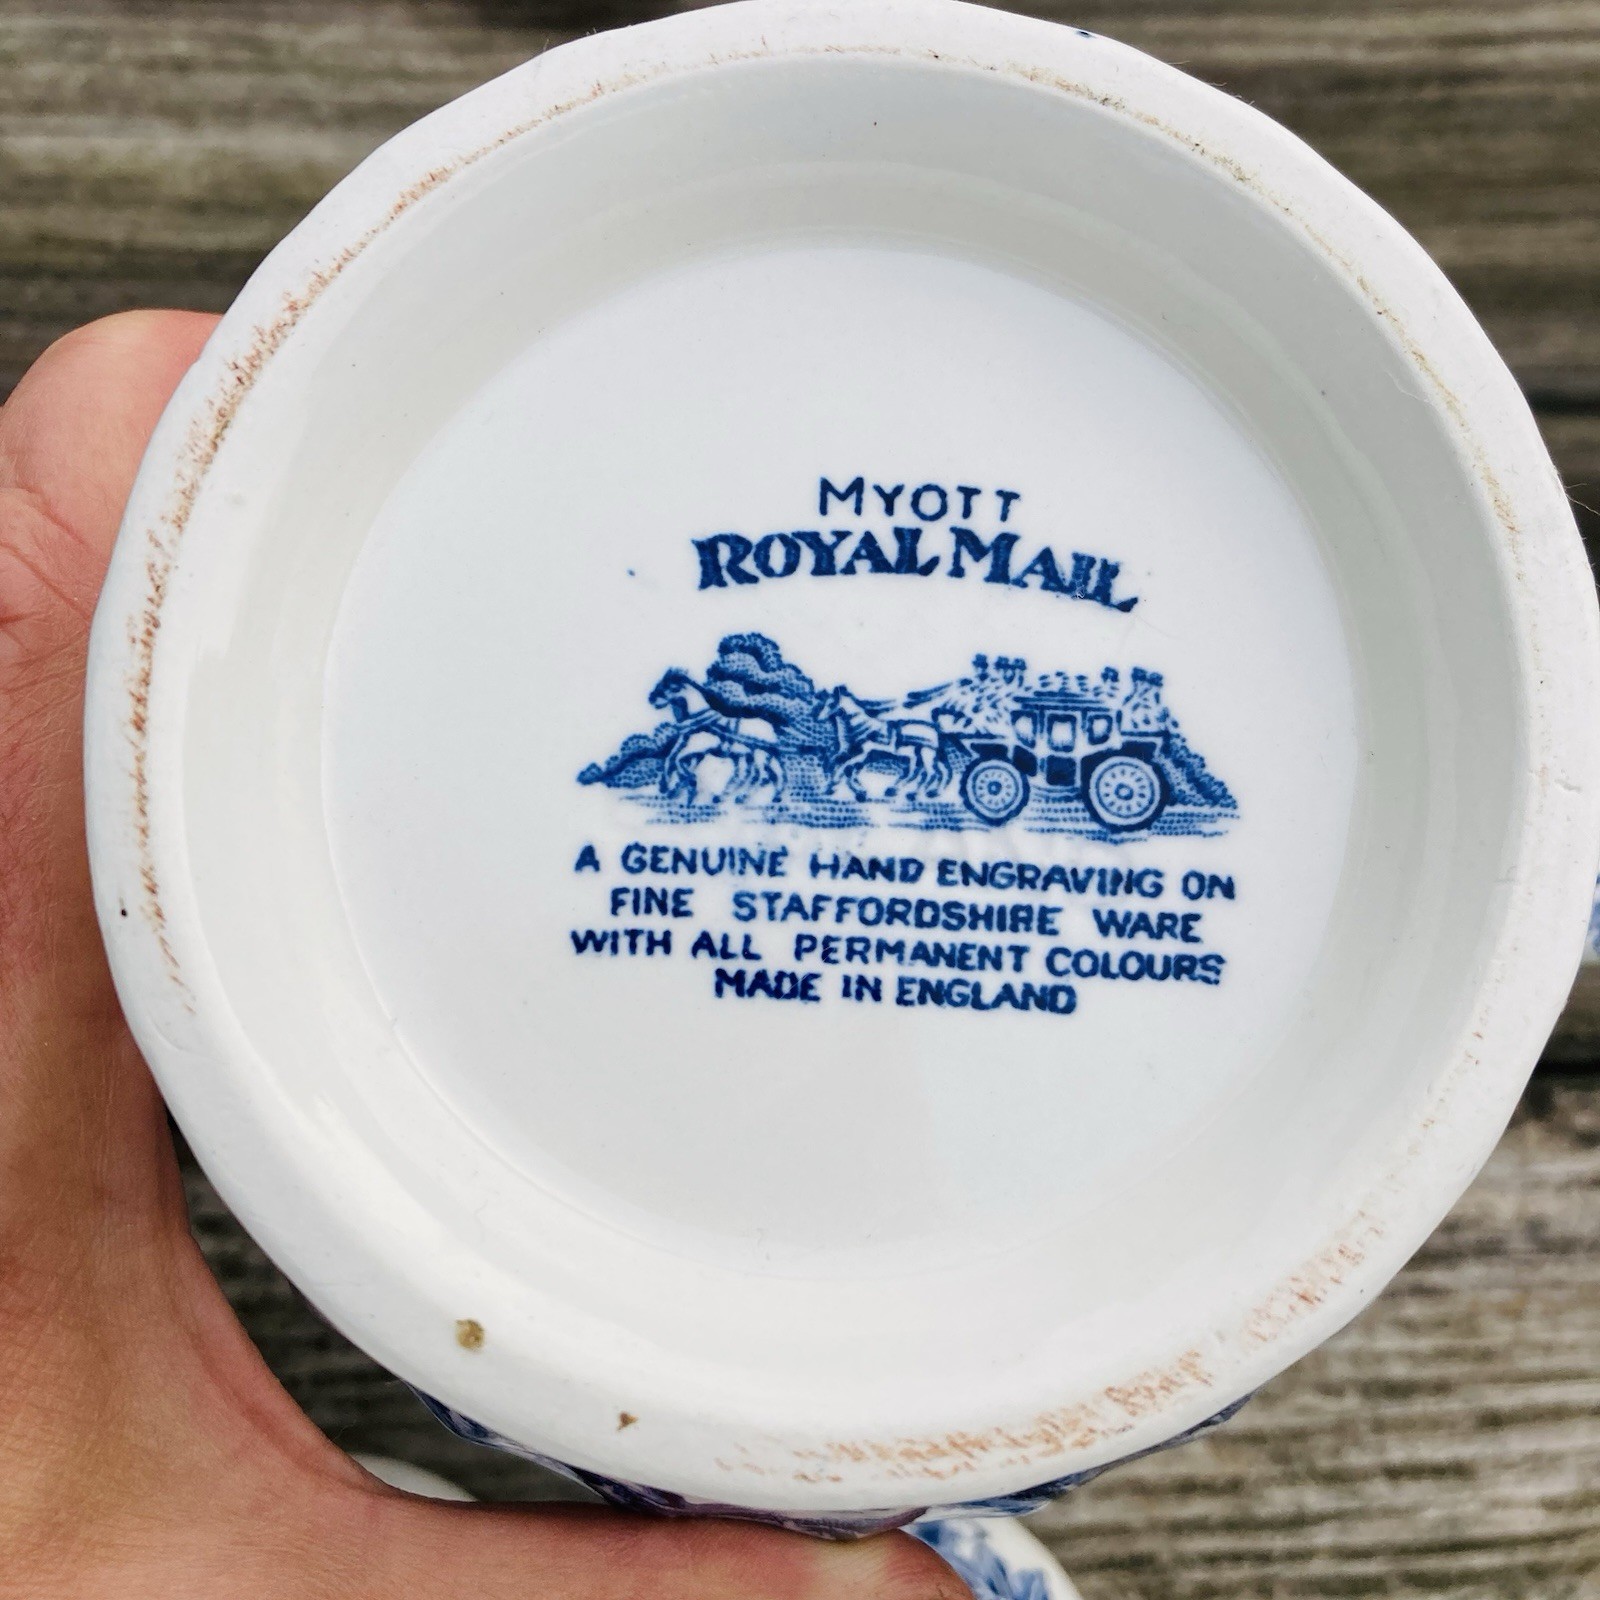 MYOTT
ROYAL MAIL
A GENUINE HAND ENGRAVING ON
FINE STAFFORDSHIRE WARE
WITH ALL PERMANENT COLOURS
MADE IN ENGLAND